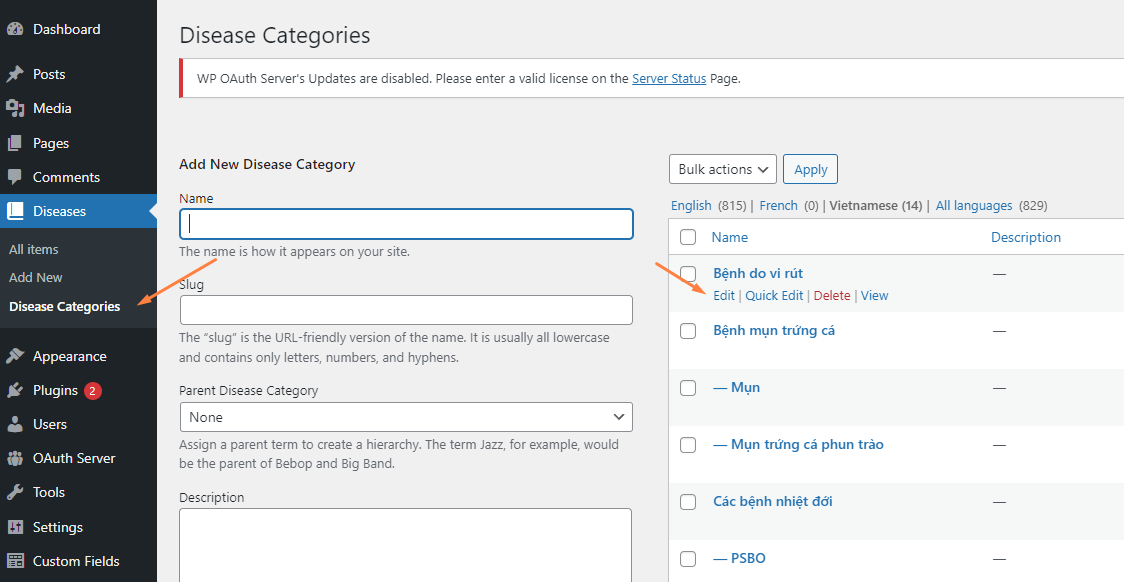 Dashboard
Posts
Media
Pages
Comments
Diseases
All items
Add New
Disease Categories
Appearance
Plugins 2
Users
OAuth Server
Tools
Settings
Custom Fields
Disease Categories
WP OAuth Server's Updates are disabled. Please enter a valid license on the Server Status Page.
Add New Disease Category
Name
The name is how it appears on your site.
Slug
The “slug” is the URL-friendly version of the name. It is usually all lowercase
and contains only letters, numbers, and hyphens.
Parent Disease Category
None
Assign a parent term to create a hierarchy. The term Jazz, for example, would
be the parent of Bebop and Big Band.
Description
Bulk actions Apply
English (815) | French (0) | Vietnamese (14) | All languages (829)
Name Description
Bệnh do vi rút —
Edit | Quick Edit | Delete | View
Bệnh mụn trứng cá —
— Mụn —
— Mụn trứng cá phun trào —
Các bệnh nhiệt đới —
— PSBO —